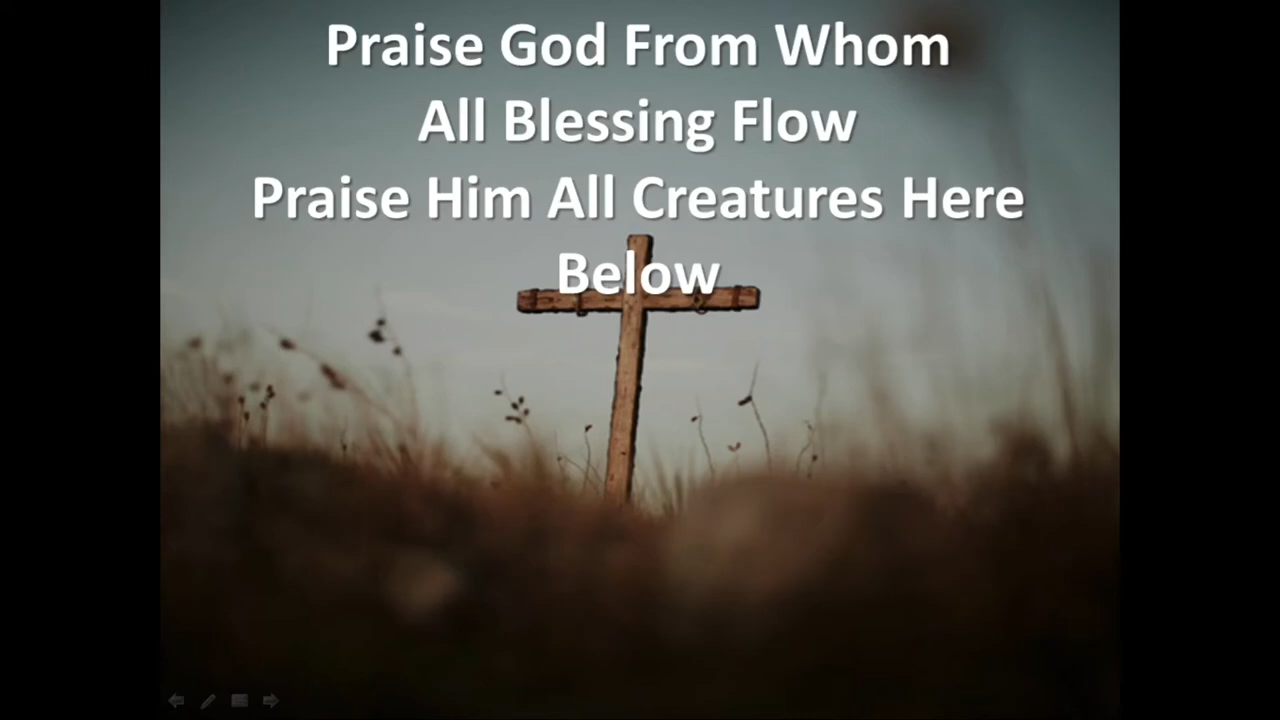 Praise God From Whom
All Blessing Flow
Praise Him All Creatures Here
Below